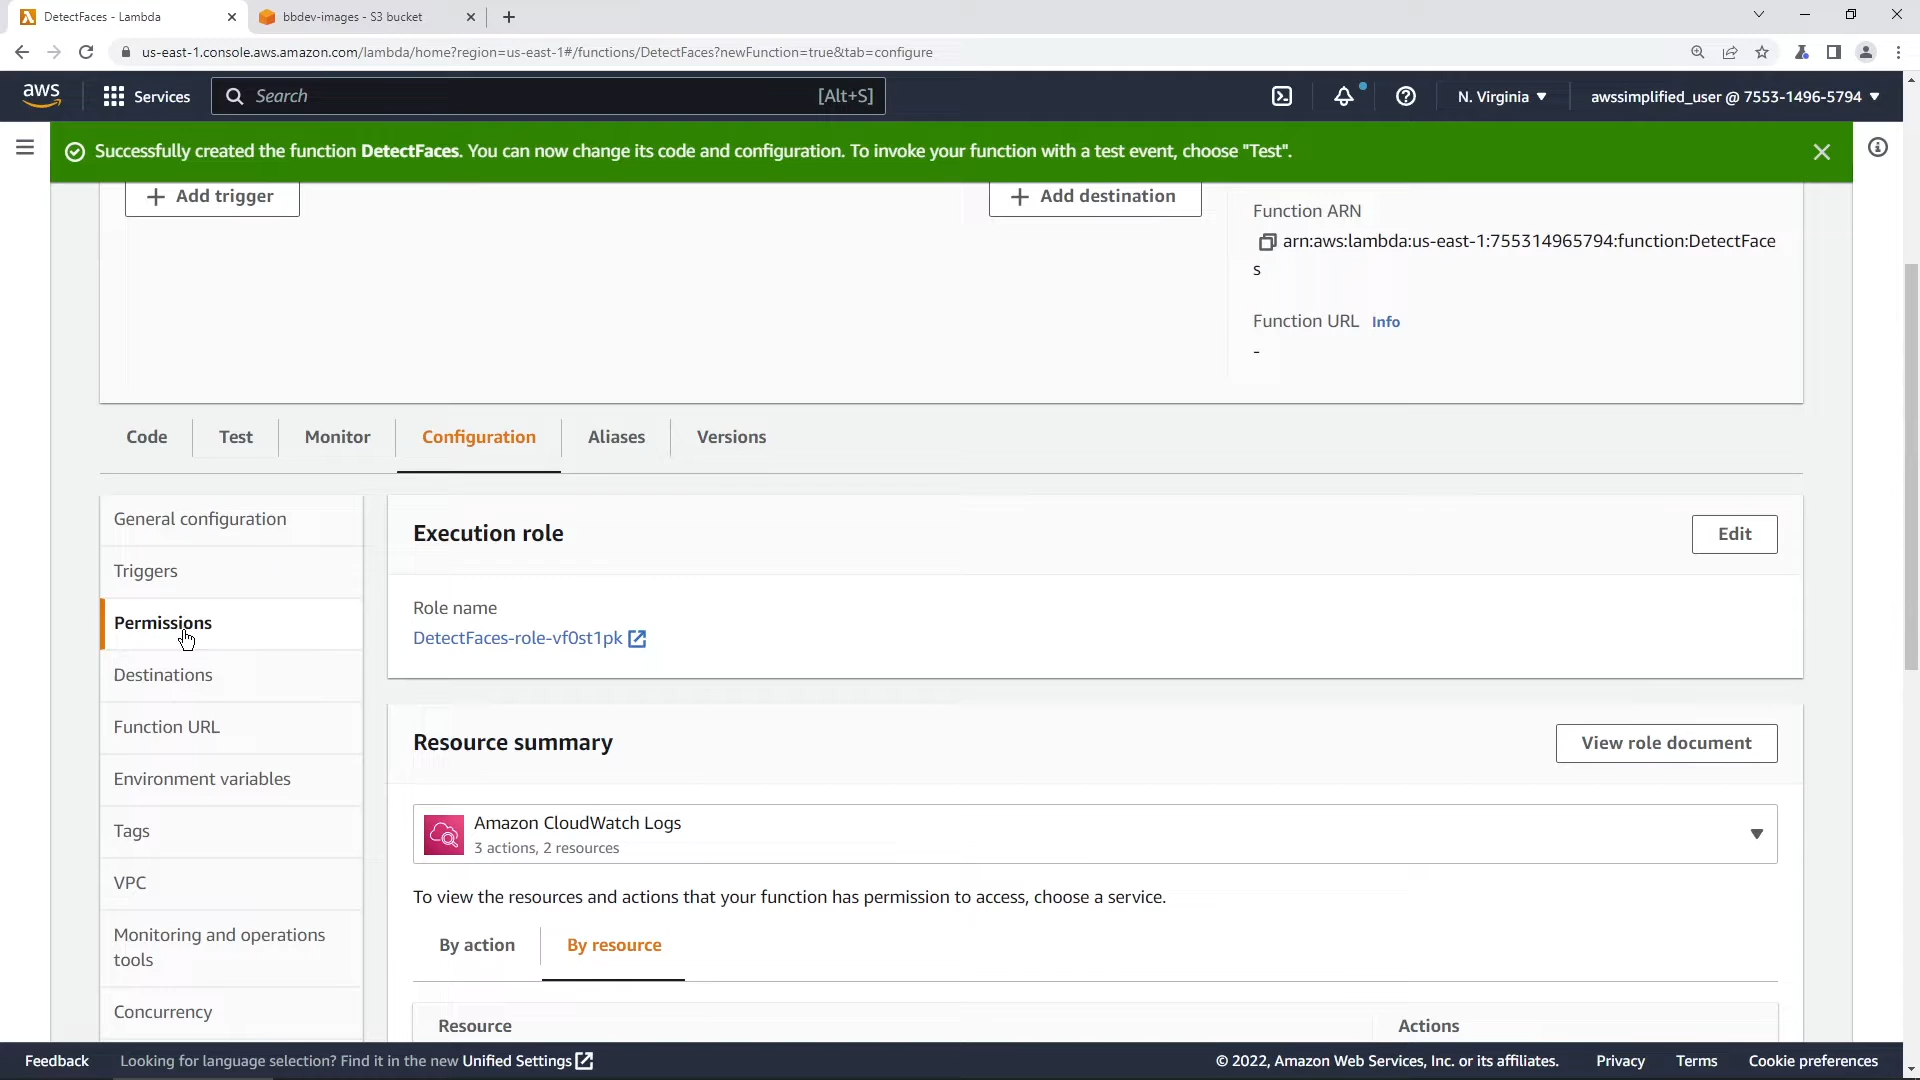 DetectFaces - Lambda
bbdev-images - S3 bucket
us-east-1.console.aws.amazon.com/lambda/home?region=us-east-1#/functions/DetectFaces?newFunction=true&tab=configure
aws
Services
Search
[Alt+S]
N. Virginia
awssimplified_user @ 7553-1496-5794
Successfully created the function DetectFaces. You can now change its code and configuration. To invoke your function with a test event, choose "Test".
Add trigger
Add destination
Function ARN
arn:aws:lambda:us-east-1:755314965794:function:DetectFace
s
Function URL Info
-
Code
Test
Monitor
Configuration
Aliases
Versions
General configuration
Triggers
Permissions
Destinations
Function URL
Environment variables
Tags
VPC
Monitoring and operations
tools
Concurrency
Execution role
Edit
Role name
DetectFaces-role-vf0st1pk
Resource summary
View role document
Amazon CloudWatch Logs
3 actions, 2 resources
To view the resources and actions that your function has permission to access, choose a service.
By action
By resource
Resource
Actions
Feedback
Looking for language selection? Find it in the new Unified Settings
© 2022, Amazon Web Services, Inc. or its affiliates.
Privacy
Terms
Cookie preferences